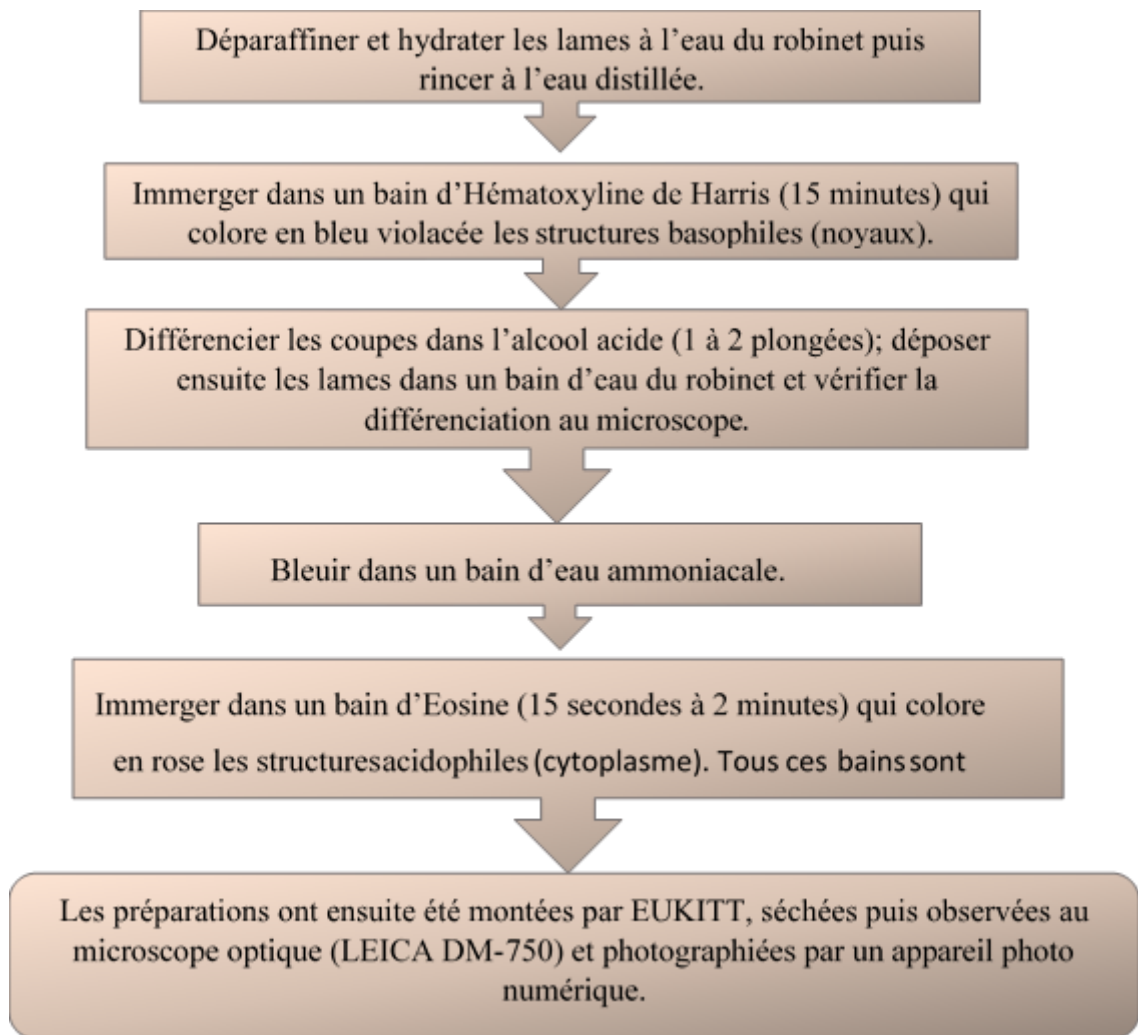 Déparaffiner et hydrater les lames à l’eau du robinet puis
rincer à l’eau distillée.
Immerger dans un bain d’Hématoxyline de Harris (15 minutes) qui
colore en bleu violacée les structures basophiles (noyaux).
Différencier les coupes dans l’alcool acide (1 à 2 plongées); déposer
ensuite les lames dans un bain d’eau du robinet et vérifier la
différenciation au microscope.
Bleuir dans un bain d’eau ammoniacale.
Immerger dans un bain d’Eosine (15 secondes à 2 minutes) qui colore
en rose les structuresacidophiles (cytoplasme). Tous ces bains sont
Les préparations ont ensuite été montées par EUKITT, séchées puis observées au
microscope optique (LEICA DM-750) et photographiées par un appareil photo
numérique.